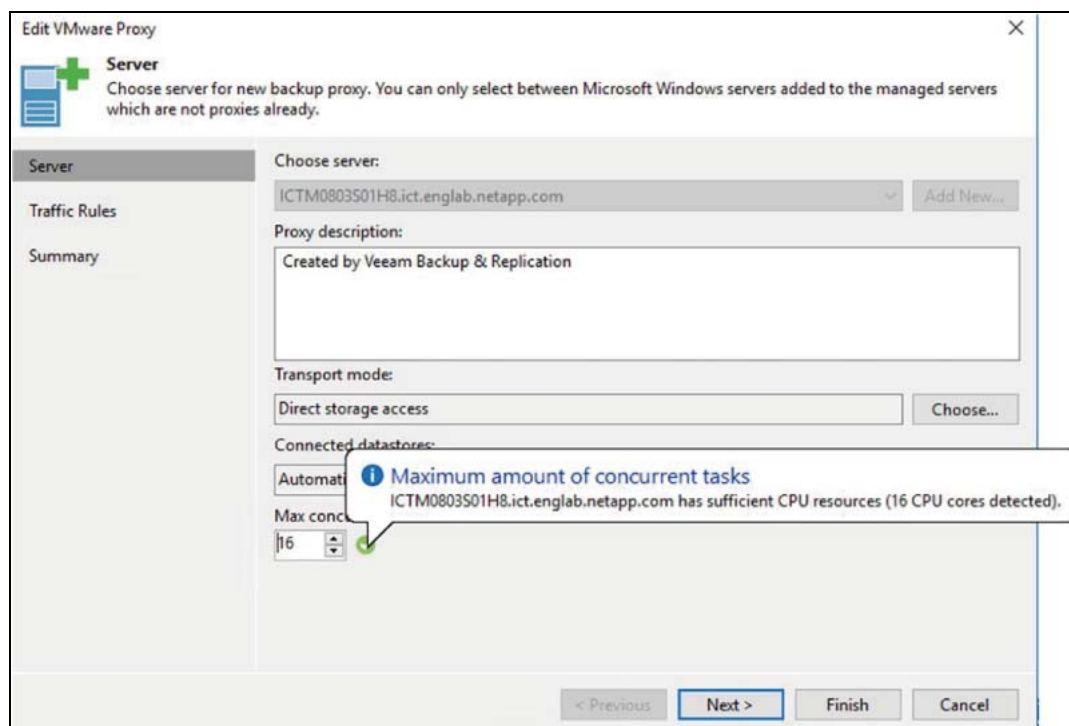 Edit VMware Proxy
Server
Choose server for new backup proxy. You can only select between Microsoft Windows servers added to the managed servers
which are not proxies already.
Server
Traffic Rules
Summary
Choose server:
ICTM0803S01H8.ict.englab.netapp.com
Add New...
Proxy description:
Created by Veeam Backup & Replication
Transport mode:
Direct storage access
Choose...
Connected datastores:
Automati
Maximum amount of concurrent tasks
ICTM0803S01H8.ict.englab.netapp.com has sufficient CPU resources (16 CPU cores detected).
Max conc
16
< Previous
Next >
Finish
Cancel